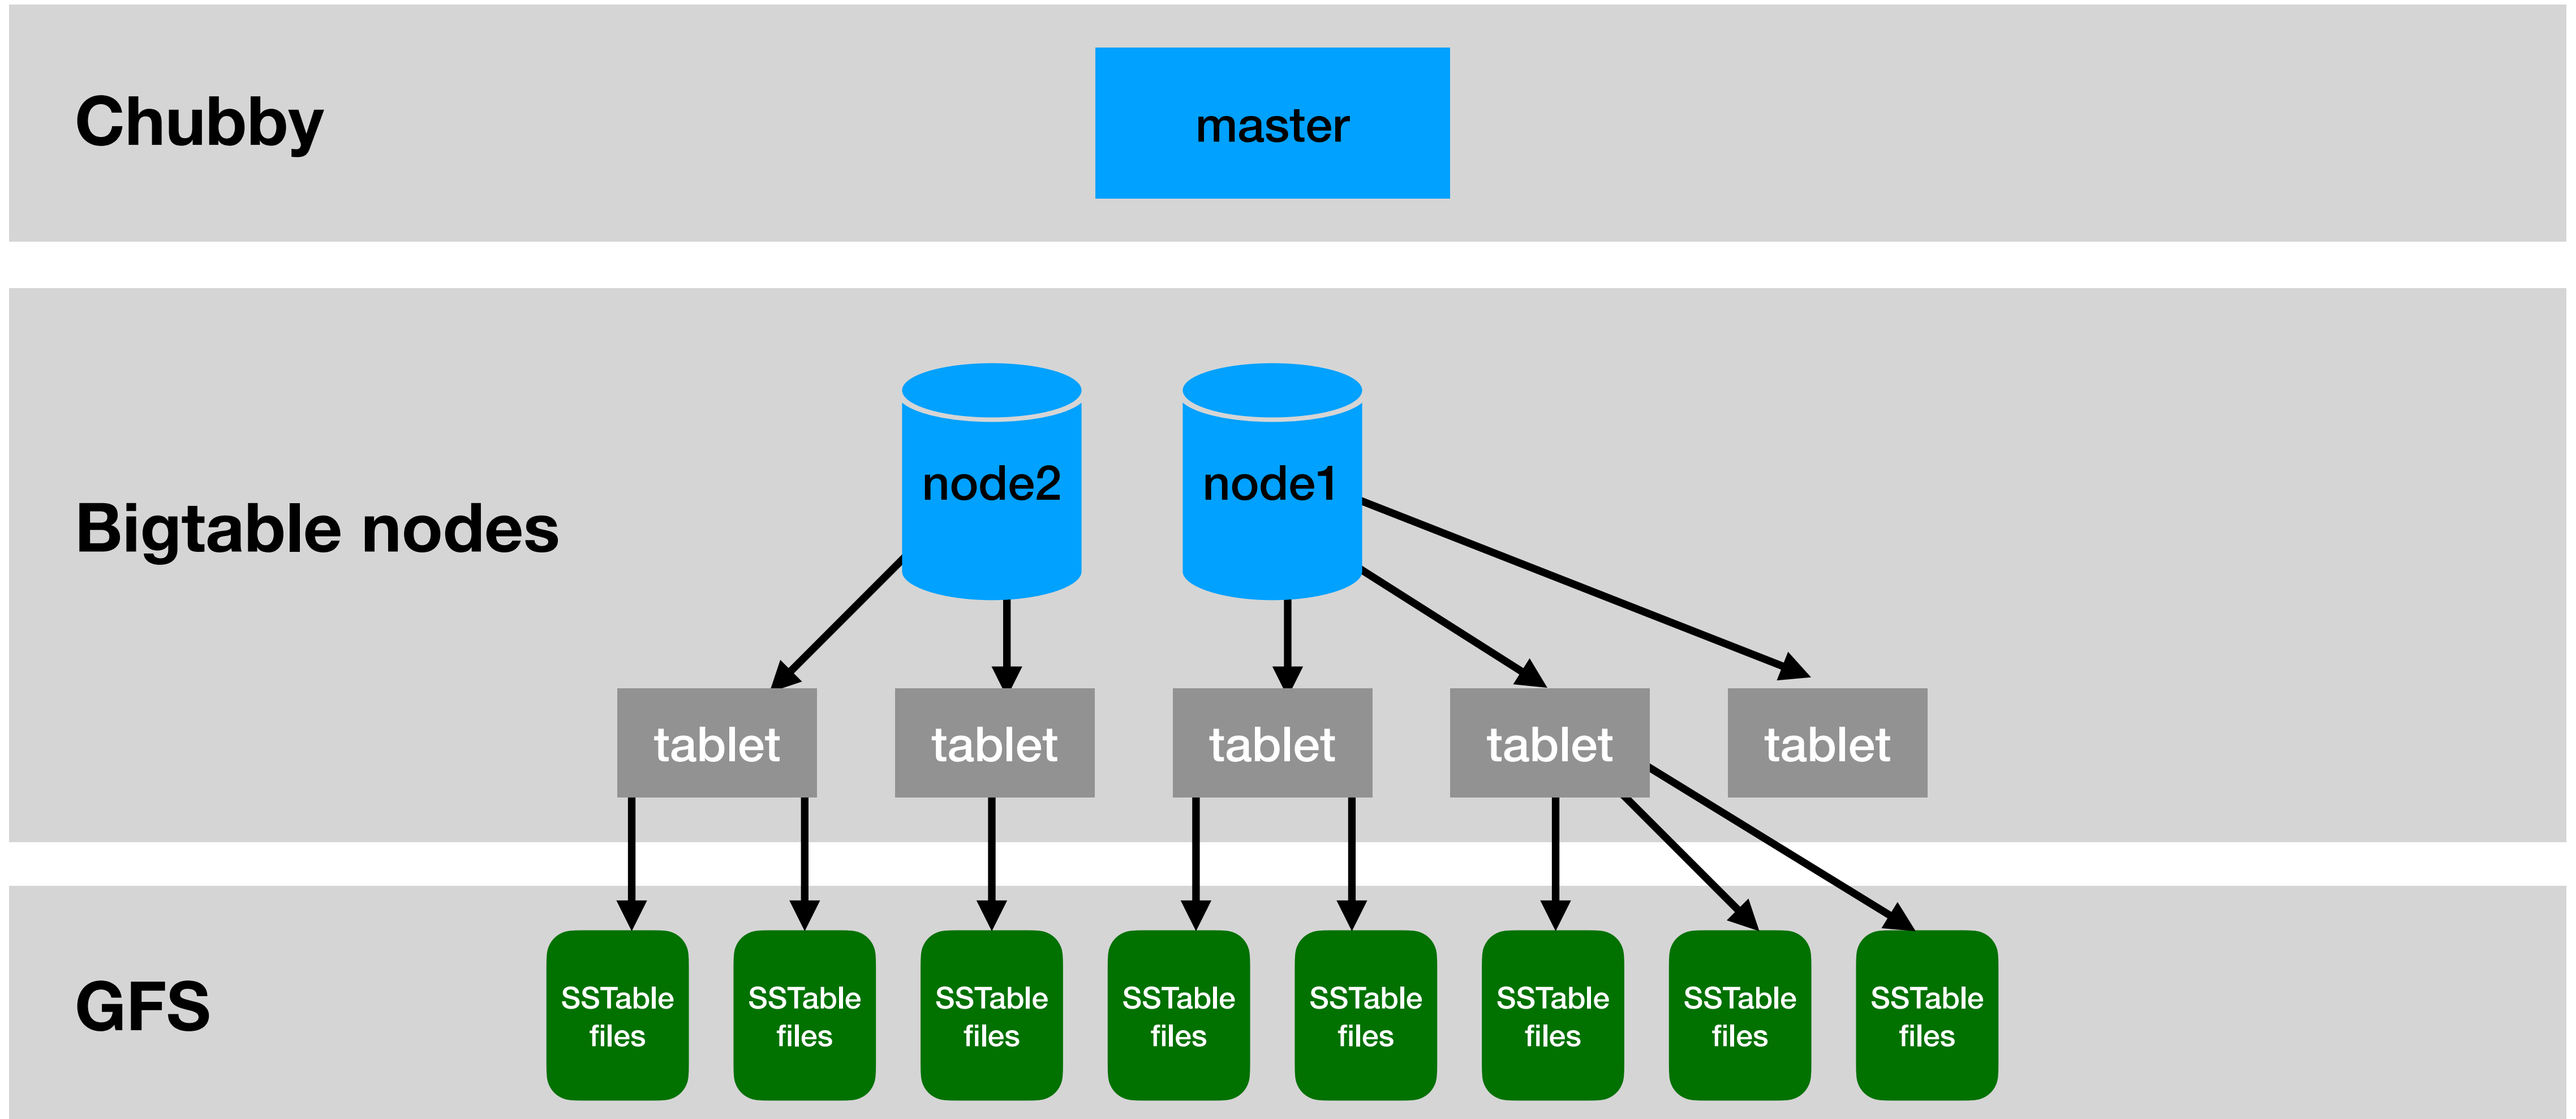 Chubby
master
Bigtable nodes
node2
node1
tablet
tablet
tablet
tablet
tablet
GFS
SSTable
files
SSTable
files
SSTable
files
SSTable
files
SSTable
files
SSTable
files
SSTable
files
SSTable
files